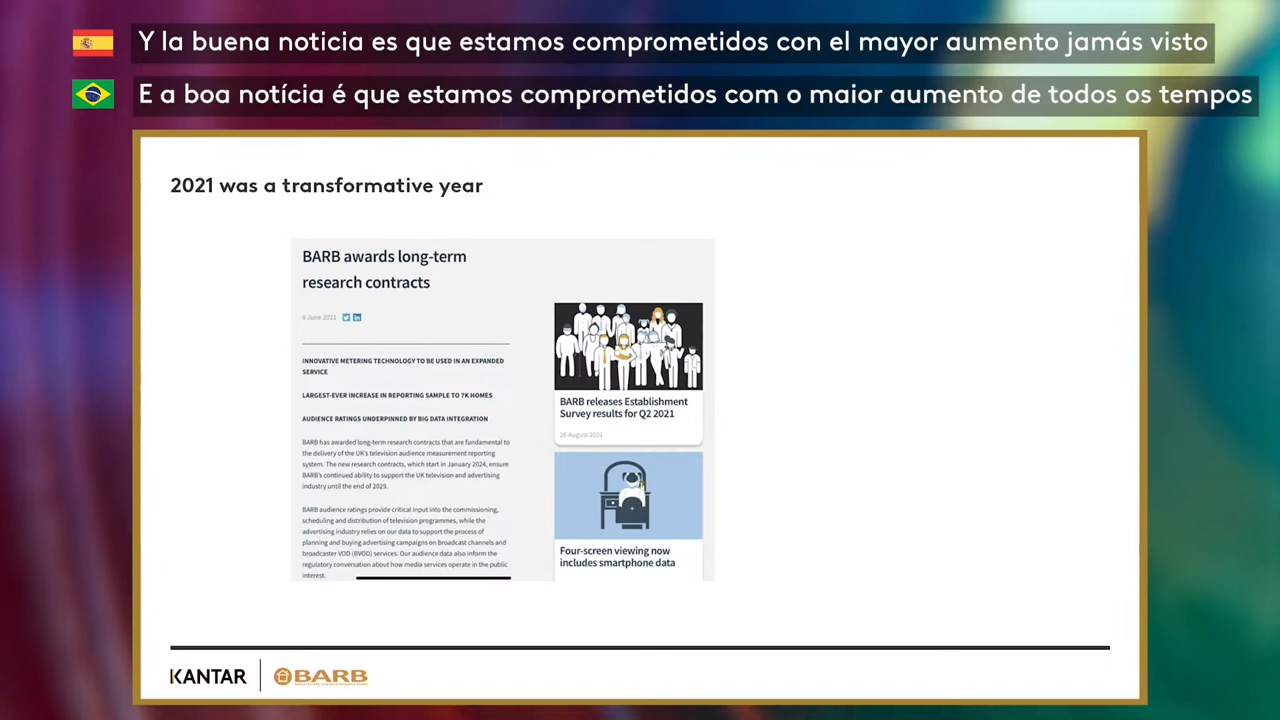 Y la buena noticia es que estamos comprometidos con el mayor aumento jamás visto
E a boa notícia é que estamos comprometidos com o maior aumento de todos os tempos
2021 was a transformative year
BARB awards long-term
research contracts
8 June 2021
INNOVATIVE METERING TECHNOLOGY TO BE USED IN AN EXPANDED
SERVICE
LARGEST-EVER INCREASE IN REPORTING SAMPLE TO 7K HOMES
AUDIENCE RATINGS UNDERPINNED BY BIG DATA INTEGRATION
BARB has awarded long-term research contracts that are fundamental to
the delivery of the UK's television audience measurement reporting
system. The new research contracts, which start in January 2024, ensure
BARB's continued ability to support the UK television and advertising
industry until the end of 2029.
BARB audience ratings provide critical input into the commissioning,
scheduling and distribution of television programmes, while the
advertising industry relies on our data to support the process of
planning and buying advertising campaigns on broadcast channels and
broadcaster VOD (BVOD) services. Our audience data also inform the
regulatory conversation about how media services operate in the public
interest.
BARB releases Establishment
Survey results for Q2 2021
26 August 2021
Four-screen viewing now
includes smartphone data
KANTAR
BARB